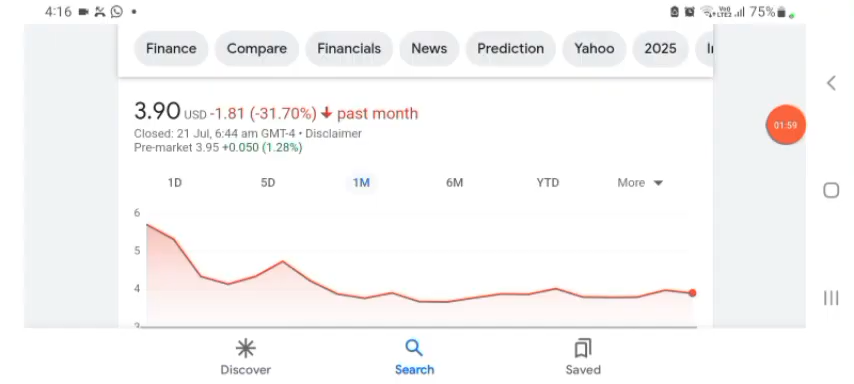 4:16
75%
Finance Compare Financials News Prediction Yahoo 2025
3.90 USD -1.81 (-31.70%) ↓ past month
Closed: 21 Jul, 6:44 am GMT-4 • Disclaimer
Pre-market 3.95 +0.050 (1.28%)
01:59
1D 5D 1M 6M YTD More
6
5
4
3
Discover Search Saved